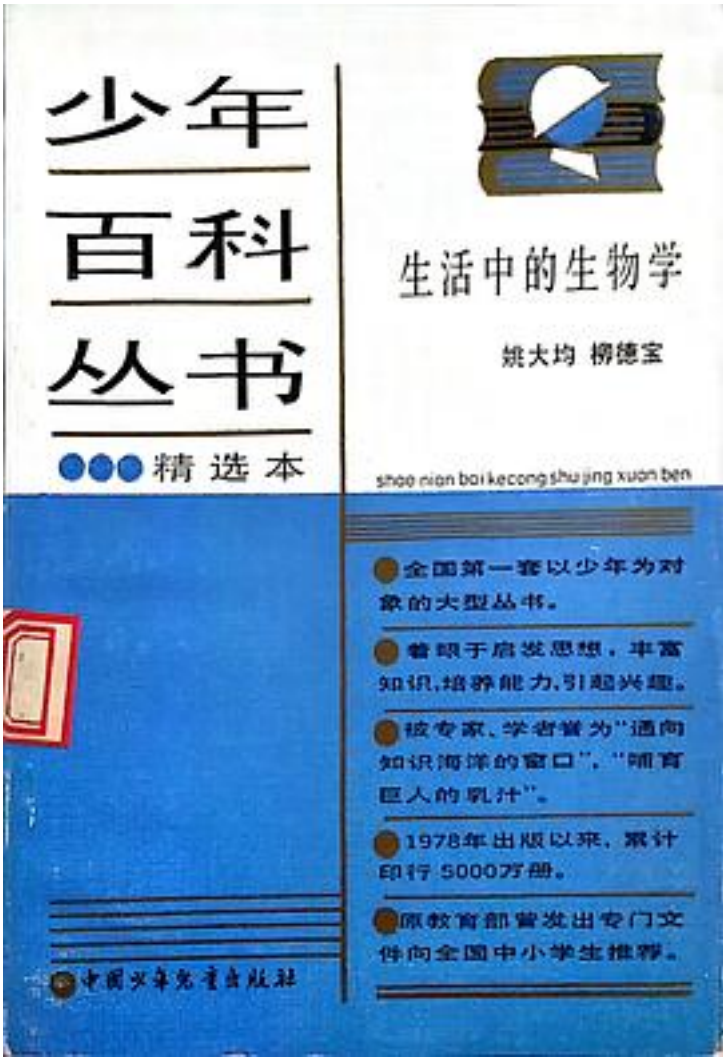 少年
百科
丛书
精选本
生活中的生物学
姚大均 柳德宝
shao nian bai ke cong shu jing xuan ben
全国第一套以少年为对
象的大型丛书。
着眼于启发思想，丰富
知识，培养能力，引起兴趣。
被专家、学者誉为“通向
知识海洋的窗口”，“哺育
巨人的乳汁”。
1978年出版以来，累计
印行5000万册。
原教育部曾发出专门文
件向全国中小学生推荐。
中国少年儿童出版社